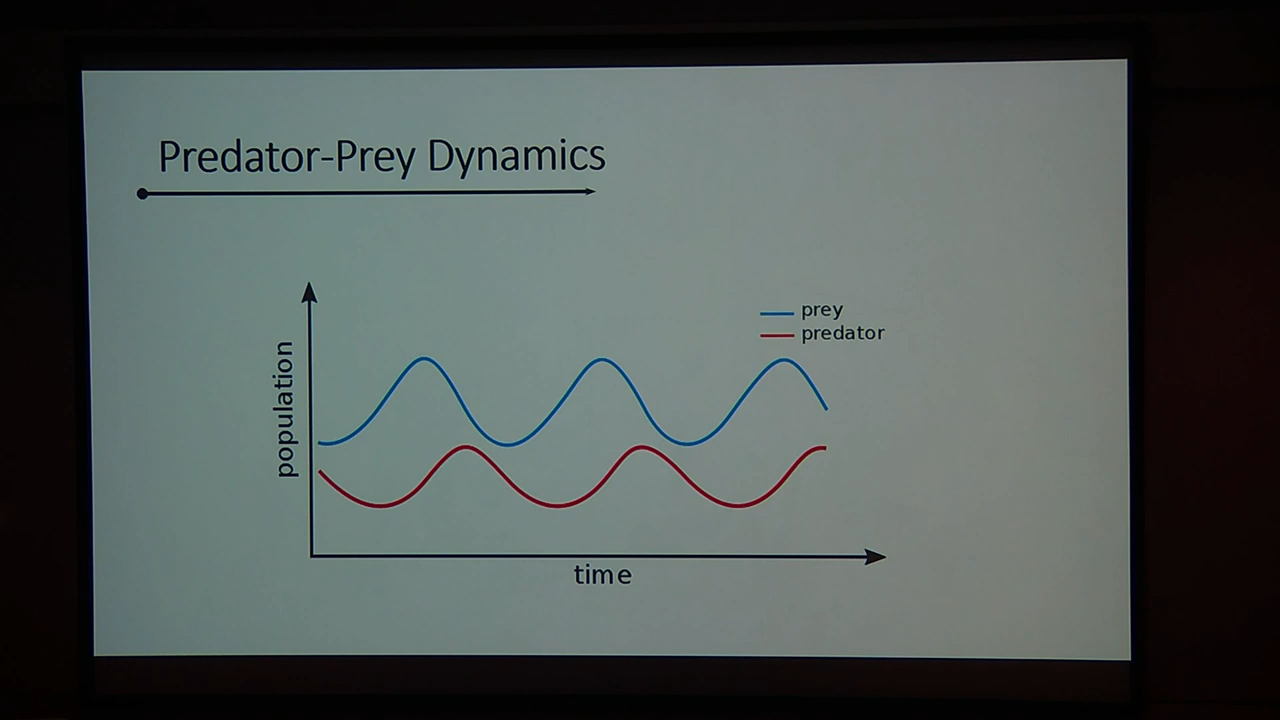 Predator-Prey Dynamics
prey
predator
population
time